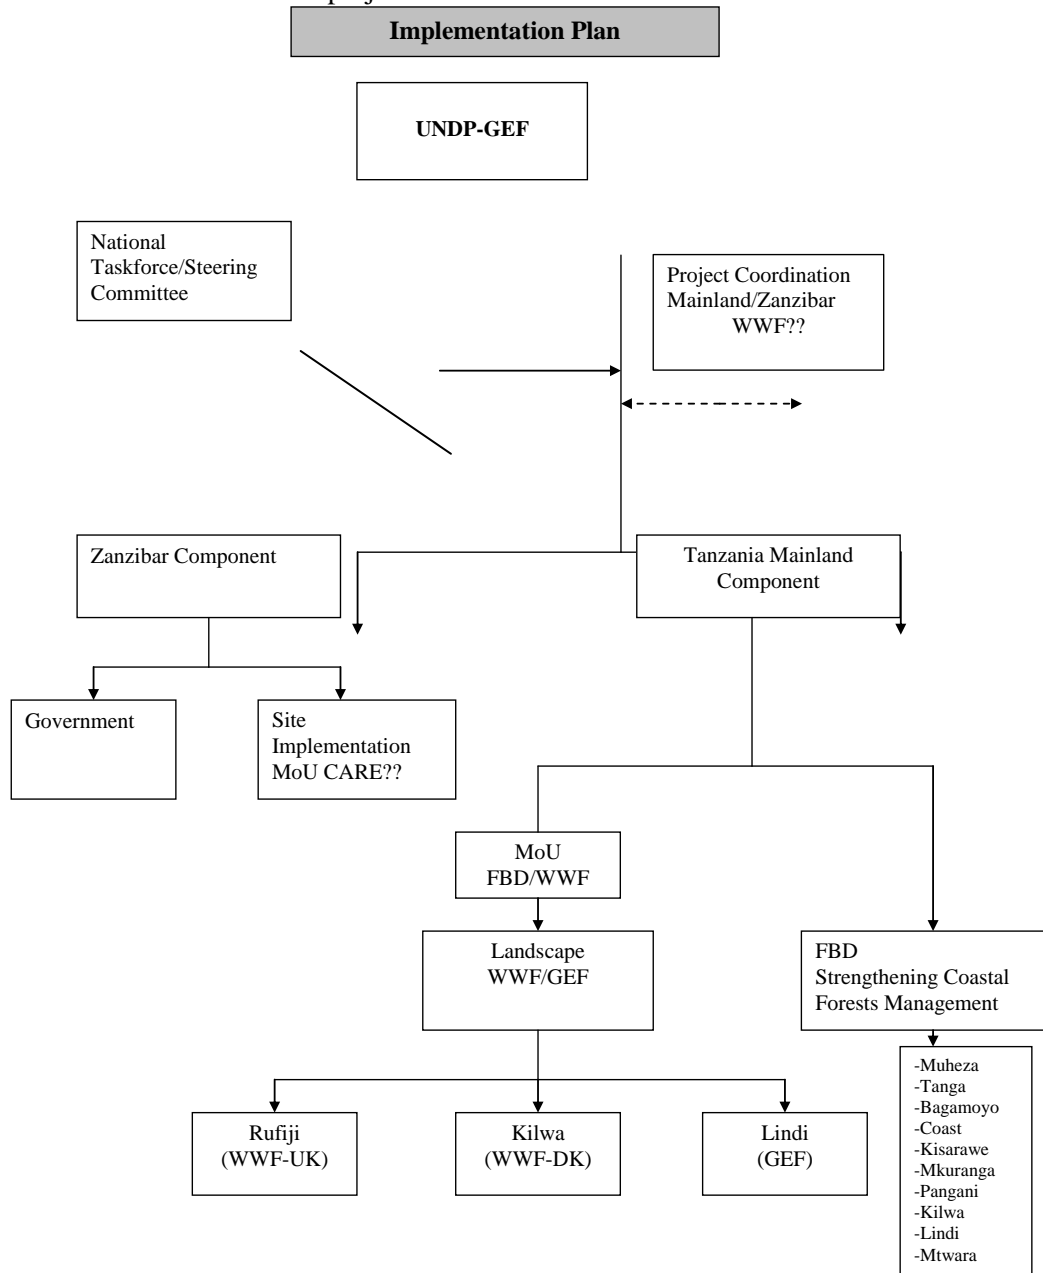 Implementation Plan
UNDP-GEF
National
Taskforce/Steering
Committee
Project Coordination
Mainland/Zanzibar
WWF??
Zanzibar Component
Tanzania Mainland
Component
Government
Site
Implementation
MoU CARE??
MoU
FBD/WWF
Landscape
WWF/GEF
FBD
Strengthening Coastal
Forests Management
Rufiji
(WWF-UK)
Kilwa
(WWF-DK)
Lindi
(GEF)
-Muheza
-Tanga
-Bagamoyo
-Coast
-Kisarawe
-Mkuranga
-Pangani
-Kilwa
-Lindi
-Mtwara